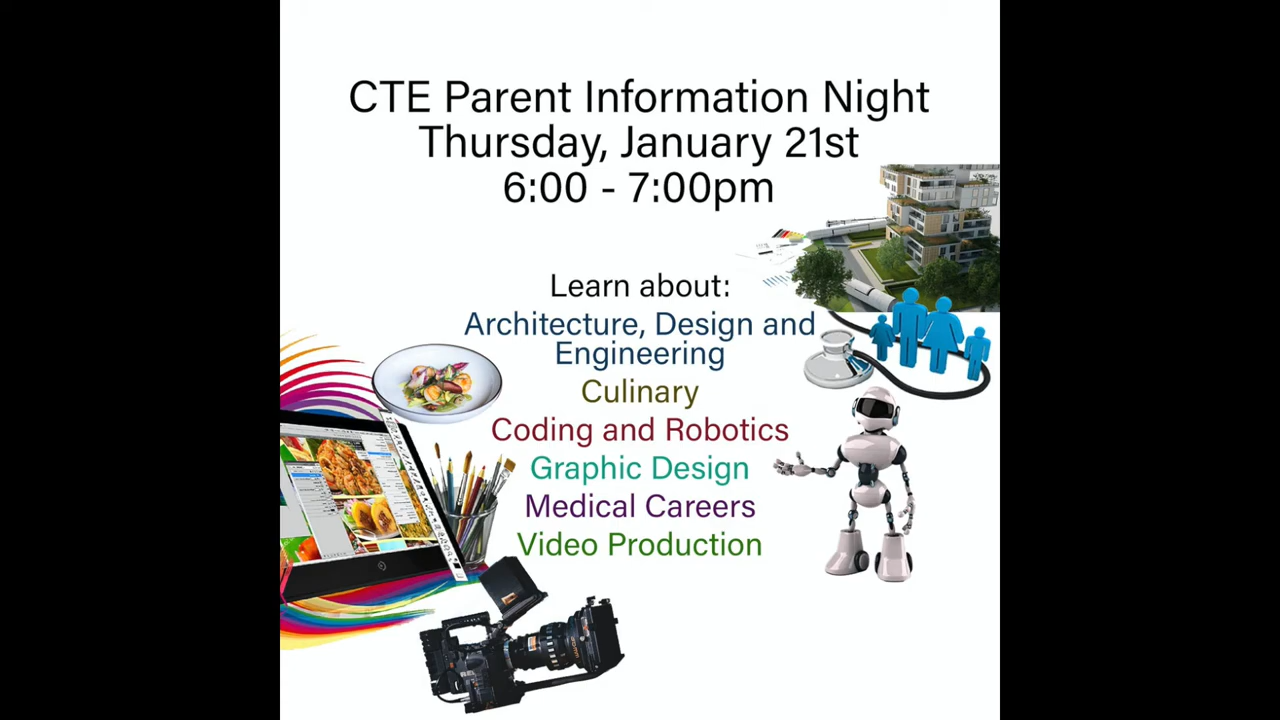 CTE Parent Information Night
Thursday, January 21st
6:00 - 7:00pm
Learn about:
Architecture, Design and
Engineering
Culinary
Coding and Robotics
Graphic Design
Medical Careers
Video Production